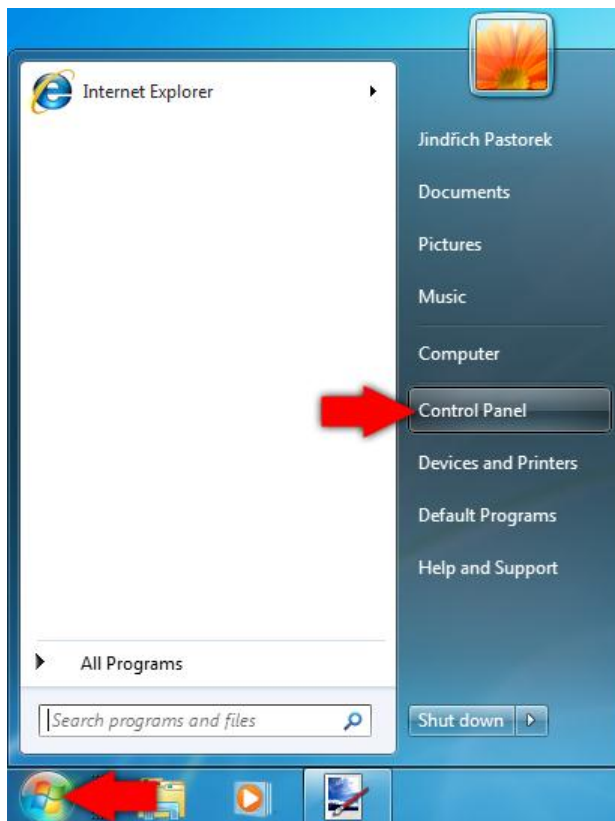 Internet Explorer
Jindřich Pastorek
Documents
Pictures
Music
Computer
Control Panel
Devices and Printers
Default Programs
Help and Support
All Programs
Search programs and files
Shut down